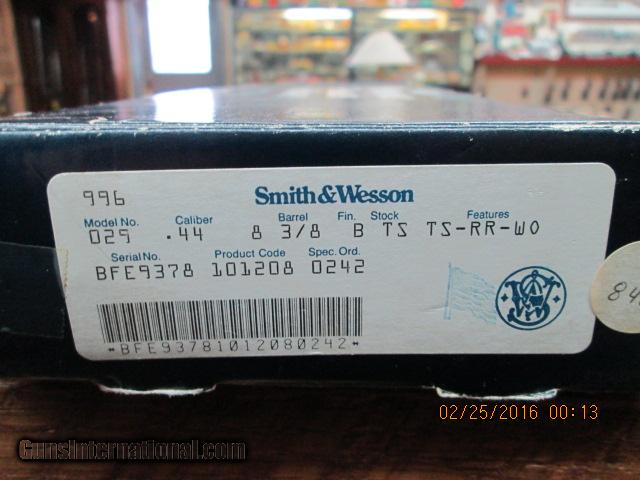 996
Smith & Wesson
Model No. Caliber Barrel Fin. Stock Features
029 .44 8 3/8 B TS TS-RR-WO
Serial No. Product Code Spec. Ord.
BFE9378 101208 0242
*BFE93781012080242*
84
02/25/2016 00:13
GunsInternational.com